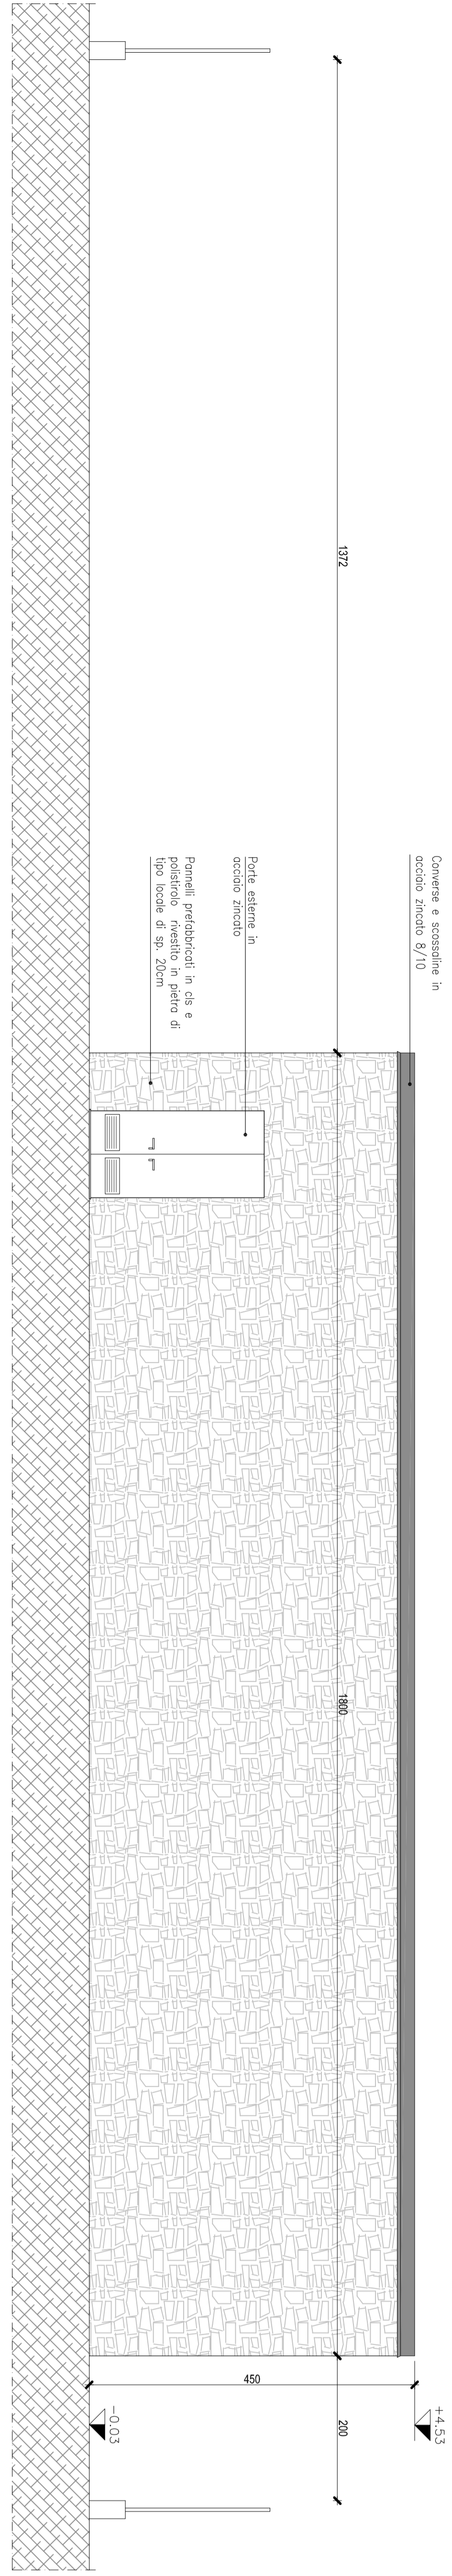 Converse e scossaline in
acciaio zincato 8/10
Porte esterne in
acciaio zincato
Pannelli prefabbricati in cls e
polistirolo rivestito in pietra di
tipo locale di sp. 20cm
1372
1800
200
450
+4.53
-0.03